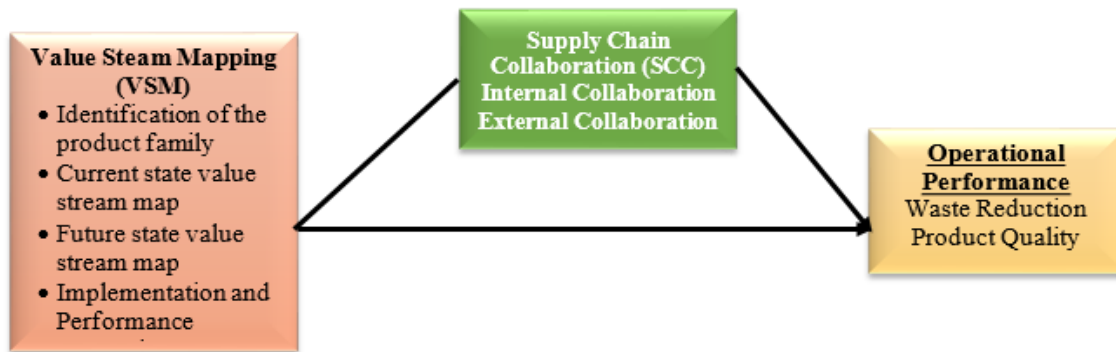 Value Steam Mapping
(VSM)
• Identification of the
product family
• Current state value
stream map
• Future state value
stream map
• Implementation and
Performance
Supply Chain
Collaboration (SCC)
Internal Collaboration
External Collaboration
Operational
Performance
Waste Reduction
Product Quality